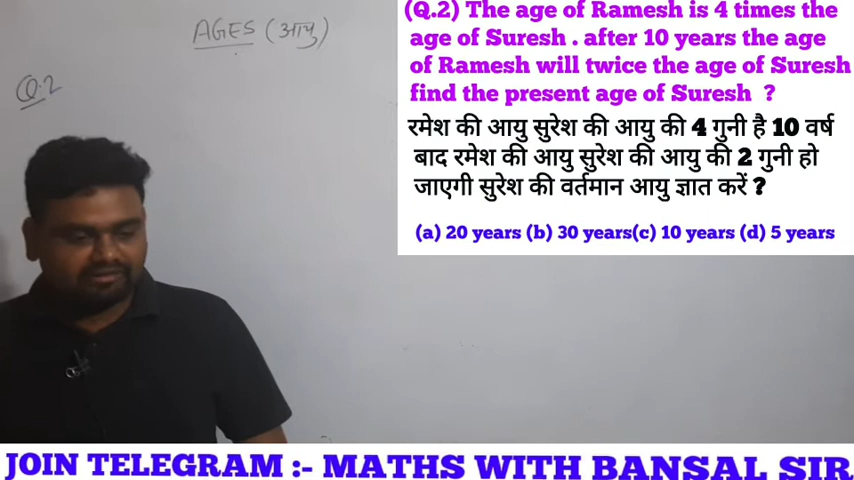 AGES (आयु)
Q.2
(Q.2) The age of Ramesh is 4 times the
age of Suresh . after 10 years the age
of Ramesh will twice the age of Suresh
find the present age of Suresh ?
रमेश की आयु सुरेश की आयु की 4 गुनी है 10 वर्ष
बाद रमेश की आयु सुरेश की आयु की 2 गुनी हो
जाएगी सुरेश की वर्तमान आयु ज्ञात करें ?
(a) 20 years (b) 30 years(c) 10 years (d) 5 years
JOIN TELEGRAM :- MATHS WITH BANSAL SIR